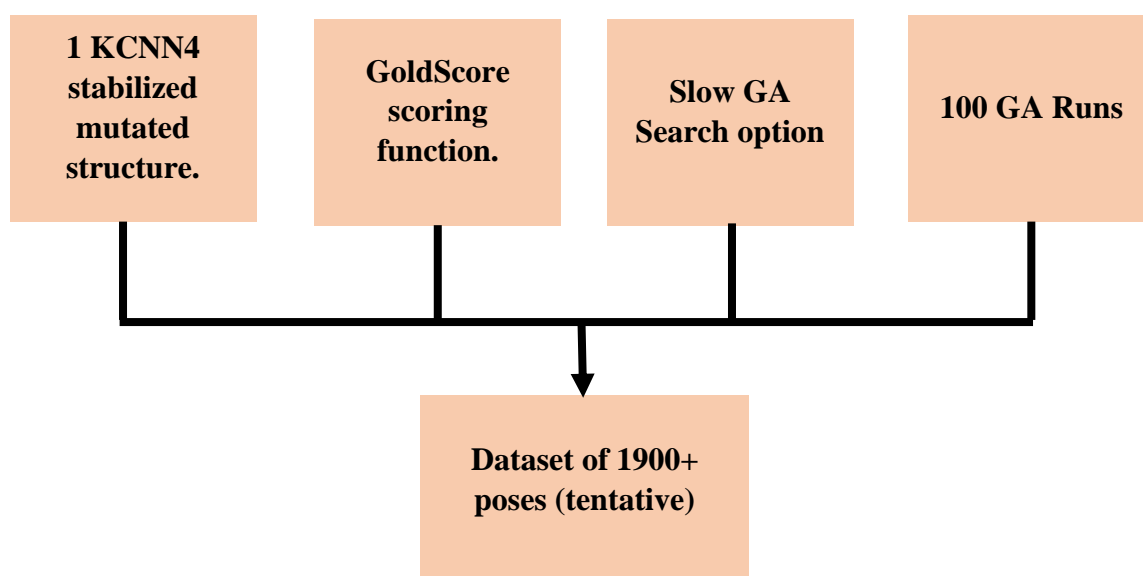 1 KCNN4
stabilized
mutated
structure.
GoldScore
scoring
function.
Slow GA
Search option
100 GA Runs
Dataset of 1900+
poses (tentative)